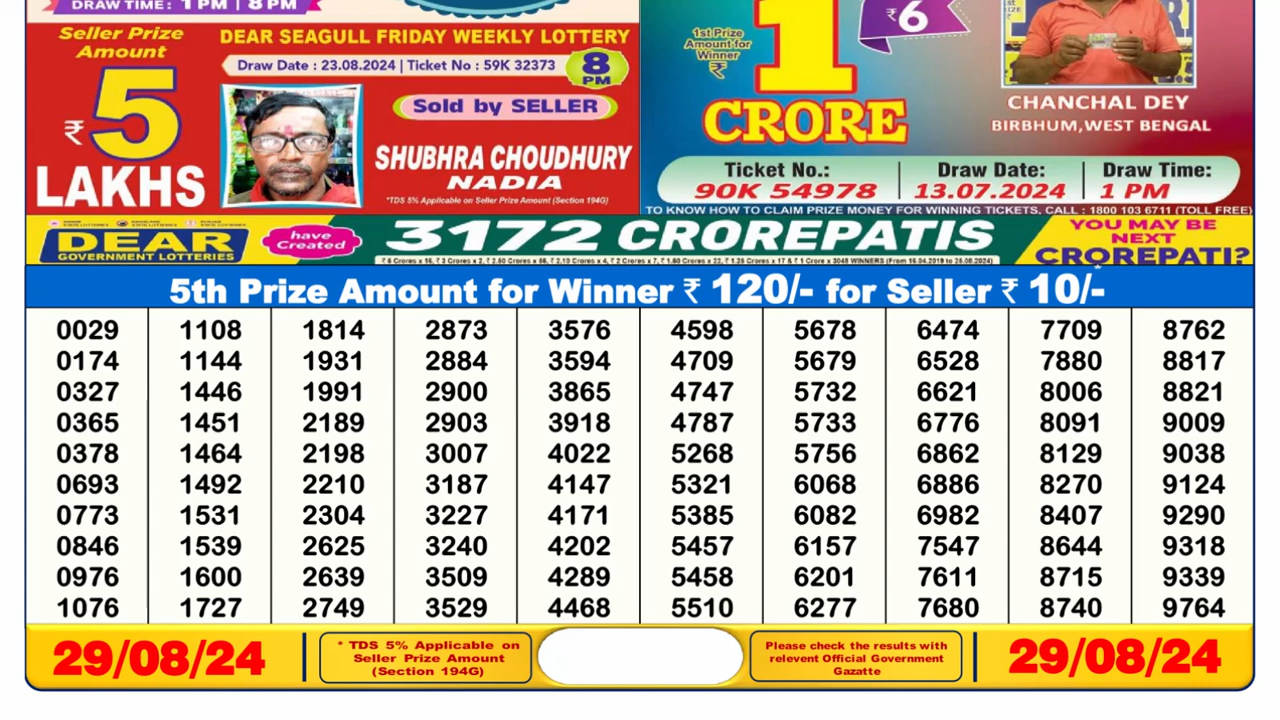 DRAW TIME: 1 PM | 8 PM
Seller Prize
Amount
₹ 5
LAKHS
DEAR SEAGULL FRIDAY WEEKLY LOTTERY
Draw Date : 23.08.2024 | Ticket No : 59K 32373
8
PM
Sold by SELLER
SHUBHRA CHOUDHURY
NADIA
*TDS 5% Applicable on Seller Prize Amount (Section 194G)
1st Prize
Amount for
Winner
₹
1
CRORE
₹6
CHANCHAL DEY
BIRBHUM,WEST BENGAL
Ticket No.: Draw Date: Draw Time:
90K 54978 13.07.2024 1 PM
TO KNOW HOW TO CLAIM PRIZE MONEY FOR WINNING TICKETS, CALL : 1800 103 6711 (TOLL FREE)
DEAR
GOVERNMENT LOTTERIES
have
Created
3172 CROREPATIS
YOU MAY BE
NEXT
CROREPATI?
5th Prize Amount for Winner ₹ 120/- for Seller ₹ 10/-
0029 1108 1814 2873 3576 4598 5678 6474 7709 8762
0174 1144 1931 2884 3594 4709 5679 6528 7880 8817
0327 1446 1991 2900 3865 4747 5732 6621 8006 8821
0365 1451 2189 2903 3918 4787 5733 6776 8091 9009
0378 1464 2198 3007 4022 5268 5756 6862 8129 9038
0693 1492 2210 3187 4147 5321 6068 6886 8270 9124
0773 1531 2304 3227 4171 5385 6082 6982 8407 9290
0846 1539 2625 3240 4202 5457 6157 7547 8644 9318
0976 1600 2639 3509 4289 5458 6201 7611 8715 9339
1076 1727 2749 3529 4468 5510 6277 7680 8740 9764
29/08/24
* TDS 5% Applicable on
Seller Prize Amount
(Section 194G)
Please check the results with
relevent Official Government
Gazatte
29/08/24